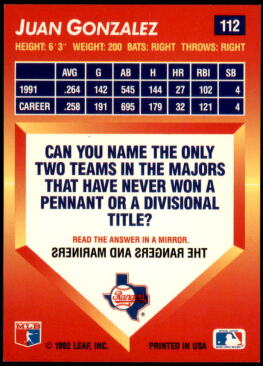 JUAN GONZALEZ 112
HEIGHT: 6'3" WEIGHT: 200 BATS: RIGHT THROWS: RIGHT
AVG G AB H HR RBI SB
1991 .264 142 545 144 27 102 4
CAREER .258 191 695 179 32 121 4
CAN YOU NAME THE ONLY
TWO TEAMS IN THE MAJORS
THAT HAVE NEVER WON A
PENNANT OR A DIVISIONAL
TITLE?
READ THE ANSWER IN A MIRROR.
THE RANGERS AND MARINERS
Rangers
MLB
© 1992 LEAF, INC. PRINTED IN USA